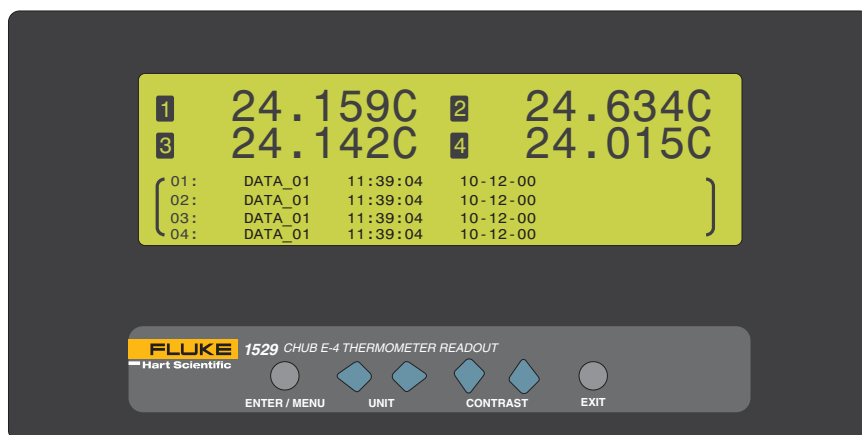 1 24.159C 2 24.634C
3 24.142C 4 24.015C
01: DATA_01 11:39:04 10-12-00
02: DATA_01 11:39:04 10-12-00
03: DATA_01 11:39:04 10-12-00
04: DATA_01 11:39:04 10-12-00
FLUKE 1529 CHUB E-4 THERMOMETER READOUT
Hart Scientific
ENTER / MENU UNIT CONTRAST EXIT